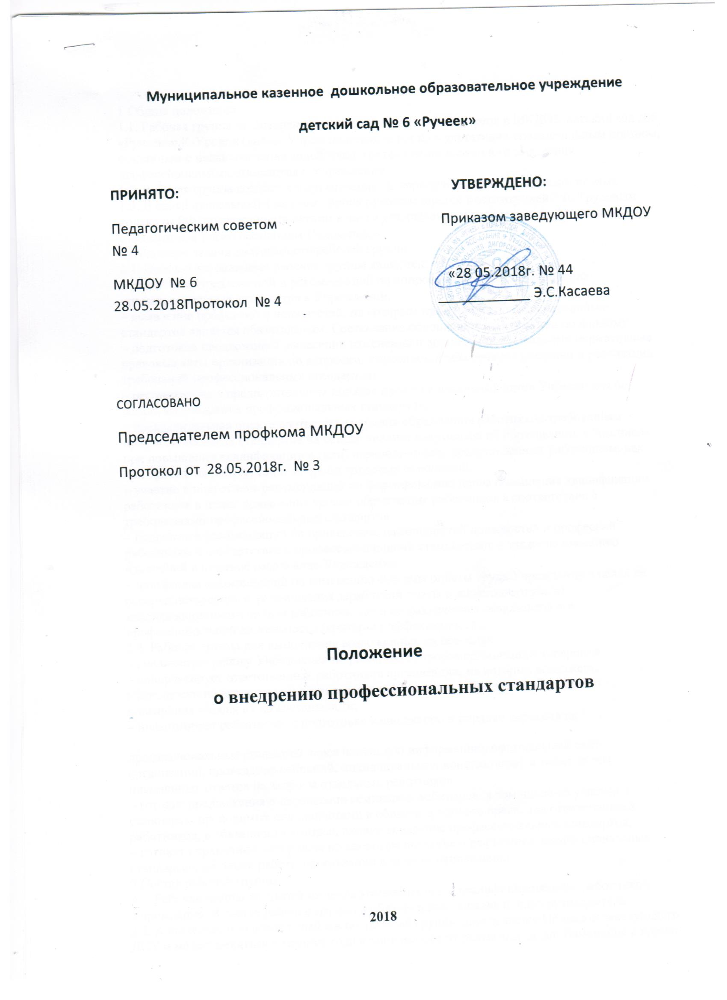 Муниципальное казенное дошкольное образовательное учреждение
детский сад № 6 «Ручеек»
ПРИНЯТО:
Педагогическим советом
№ 4
МКДОУ № 6
28.05.2018Протокол № 4
УТВЕРЖДЕНО:
Приказом заведующего МКДОУ
«28 05.2018г. № 44
______________ Э.С.Касаева
СОГЛАСОВАНО
Председателем профкома МКДОУ
Протокол от 28.05.2018г. № 3
Положение
о внедрению профессиональных стандартов
2018